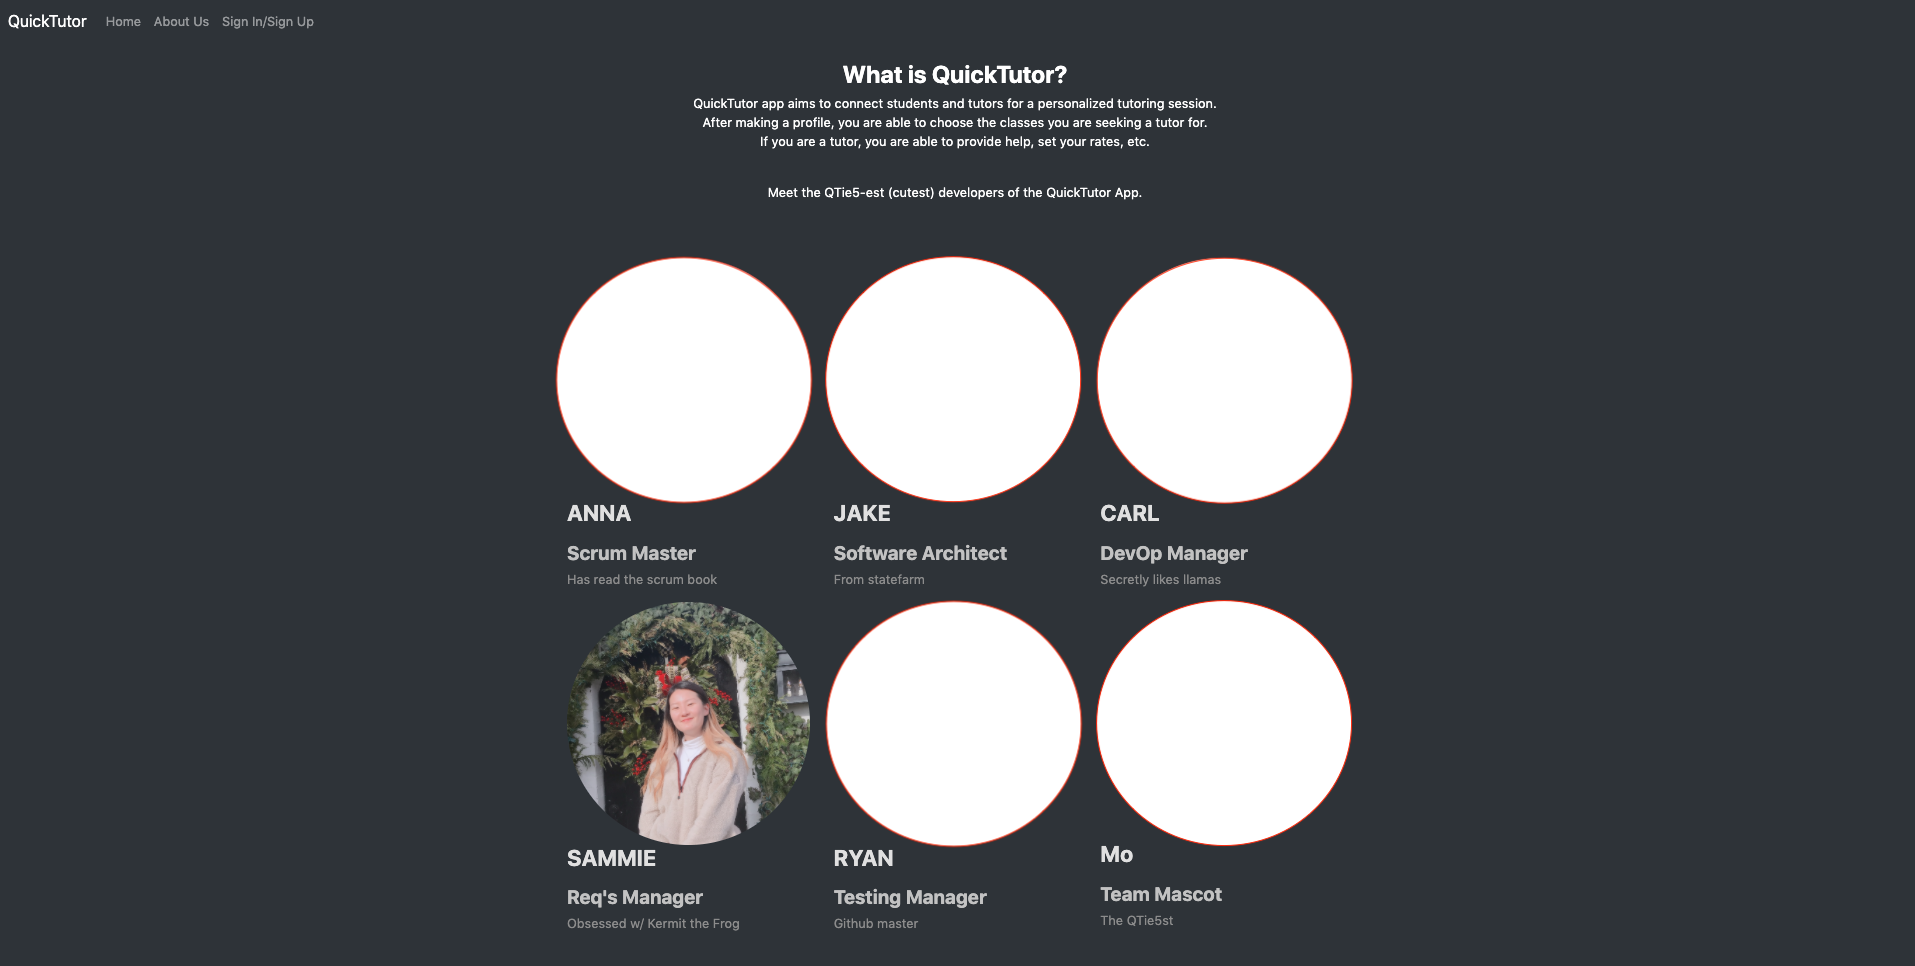 QuickTutor Home About Us Sign In/Sign Up
What is QuickTutor?
QuickTutor app aims to connect students and tutors for a personalized tutoring session.
After making a profile, you are able to choose the classes you are seeking a tutor for.
If you are a tutor, you are able to provide help, set your rates, etc.
Meet the QTie5-est (cutest) developers of the QuickTutor App.
ANNA
Scrum Master
Has read the scrum book
JAKE
Software Architect
From statefarm
CARL
DevOp Manager
Secretly likes llamas
SAMMIE
Req's Manager
Obsessed w/ Kermit the Frog
RYAN
Testing Manager
Github master
Mo
Team Mascot
The QTie5st